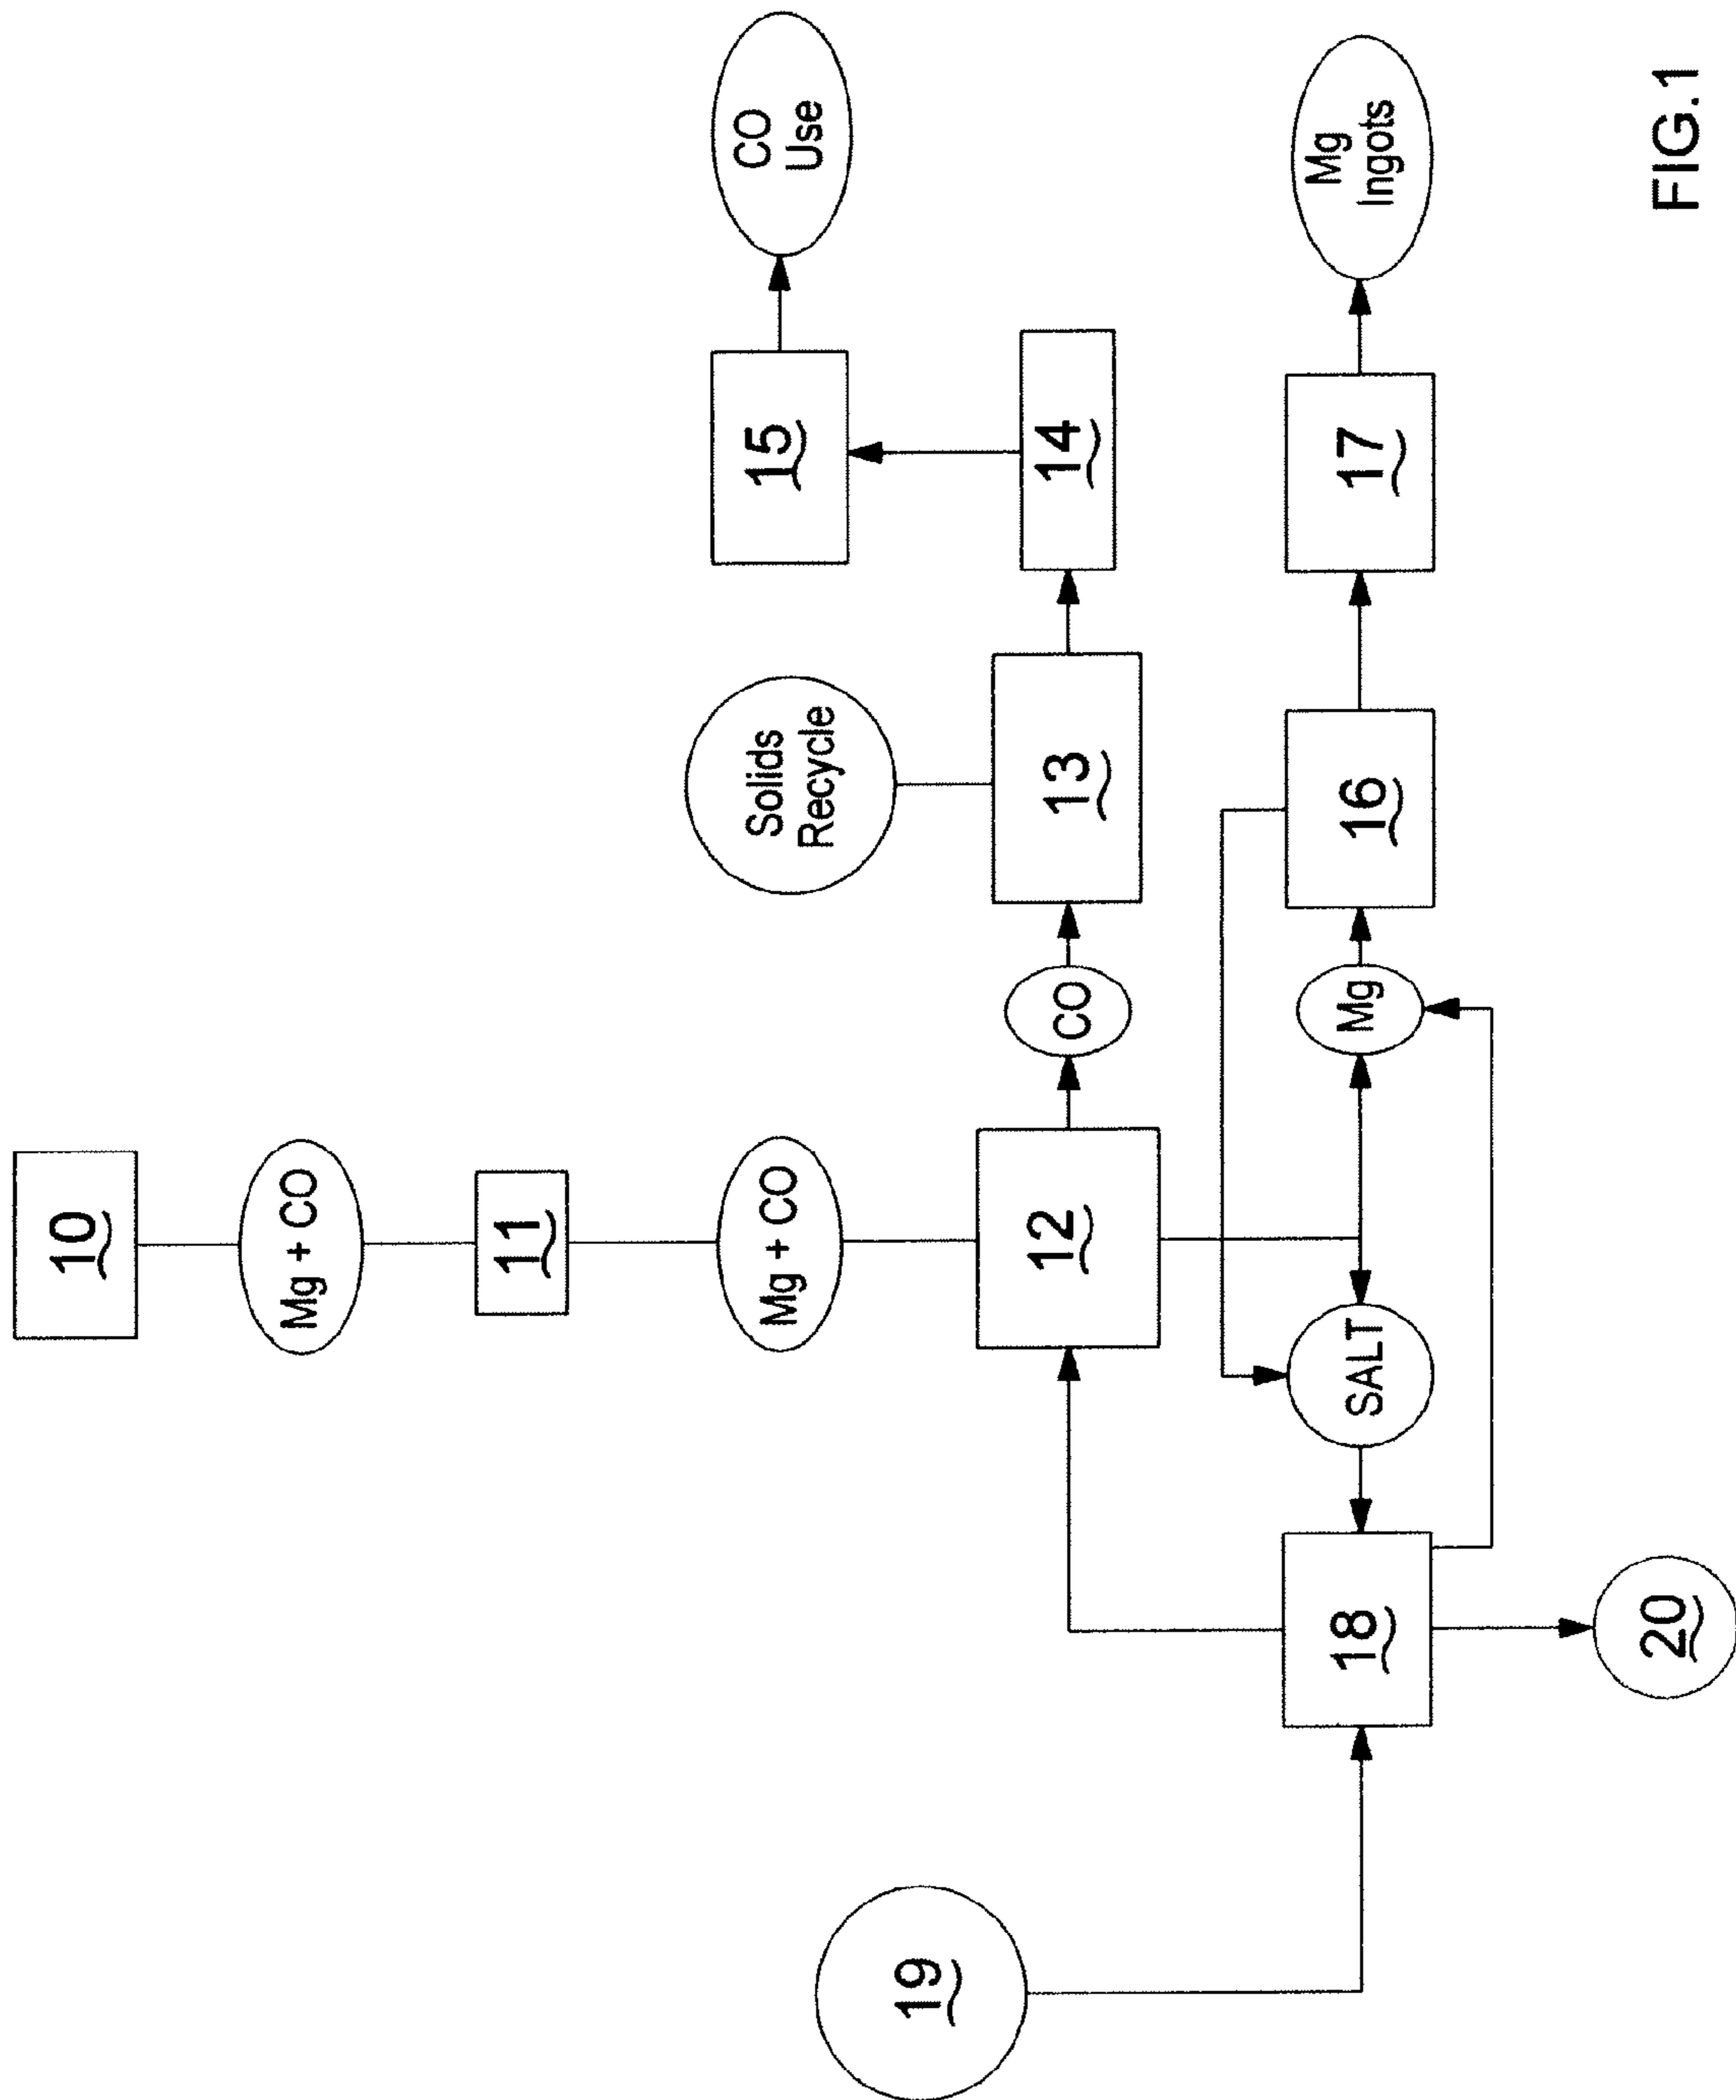 10
Mg + CO
11
Mg + CO
12
CO
13
Solids
Recycle
14
15
CO
Use
SALT
Mg
16
17
Mg
Ingots
18
19
20
FIG.1